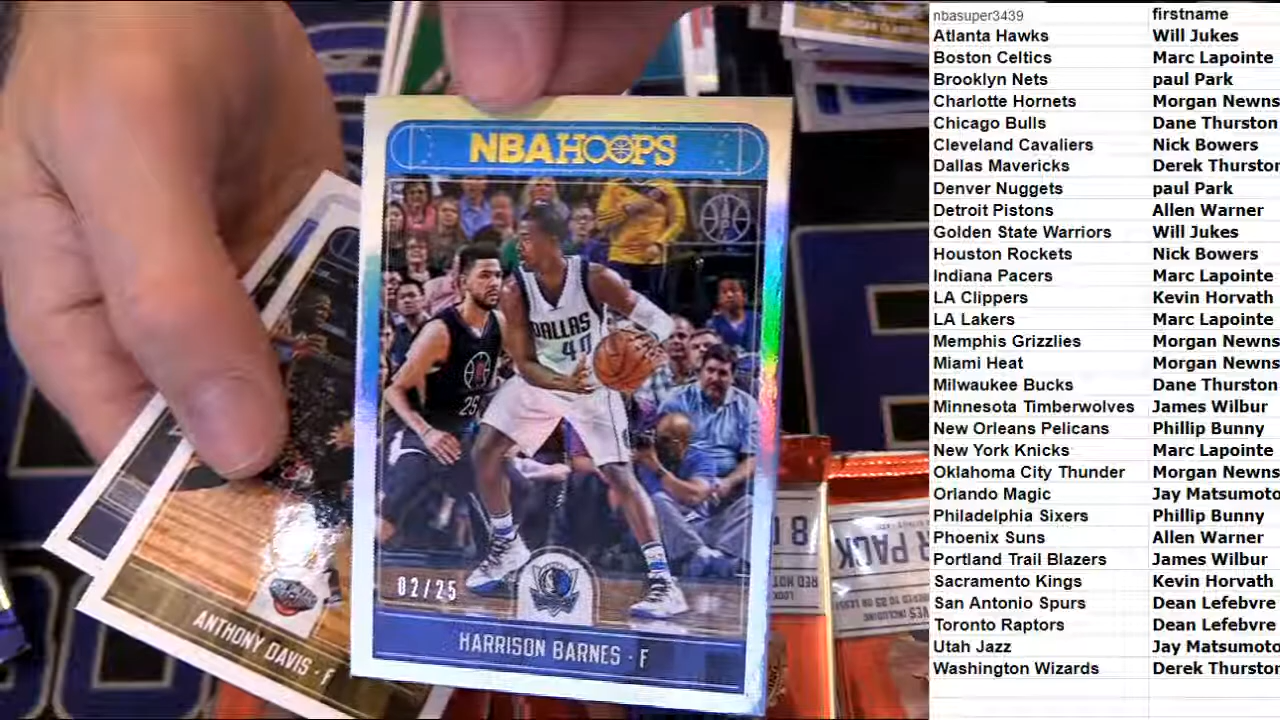 NBA HOOPS
DALLAS
40
25
02/25
HARRISON BARNES · F
ANTHONY DAVIS · F
8
R PACK
RED HOT
LOOK
nbasuper3439 firstname
Atlanta Hawks Will Jukes
Boston Celtics Marc Lapointe
Brooklyn Nets paul Park
Charlotte Hornets Morgan Newns
Chicago Bulls Dane Thurston
Cleveland Cavaliers Nick Bowers
Dallas Mavericks Derek Thurston
Denver Nuggets paul Park
Detroit Pistons Allen Warner
Golden State Warriors Will Jukes
Houston Rockets Nick Bowers
Indiana Pacers Marc Lapointe
LA Clippers Kevin Horvath
LA Lakers Marc Lapointe
Memphis Grizzlies Morgan Newns
Miami Heat Morgan Newns
Milwaukee Bucks Dane Thurston
Minnesota Timberwolves James Wilbur
New Orleans Pelicans Phillip Bunny
New York Knicks Marc Lapointe
Oklahoma City Thunder Morgan Newns
Orlando Magic Jay Matsumoto
Philadelphia Sixers Phillip Bunny
Phoenix Suns Allen Warner
Portland Trail Blazers James Wilbur
Sacramento Kings Kevin Horvath
San Antonio Spurs Dean Lefebvre
Toronto Raptors Dean Lefebvre
Utah Jazz Jay Matsumoto
Washington Wizards Derek Thurston